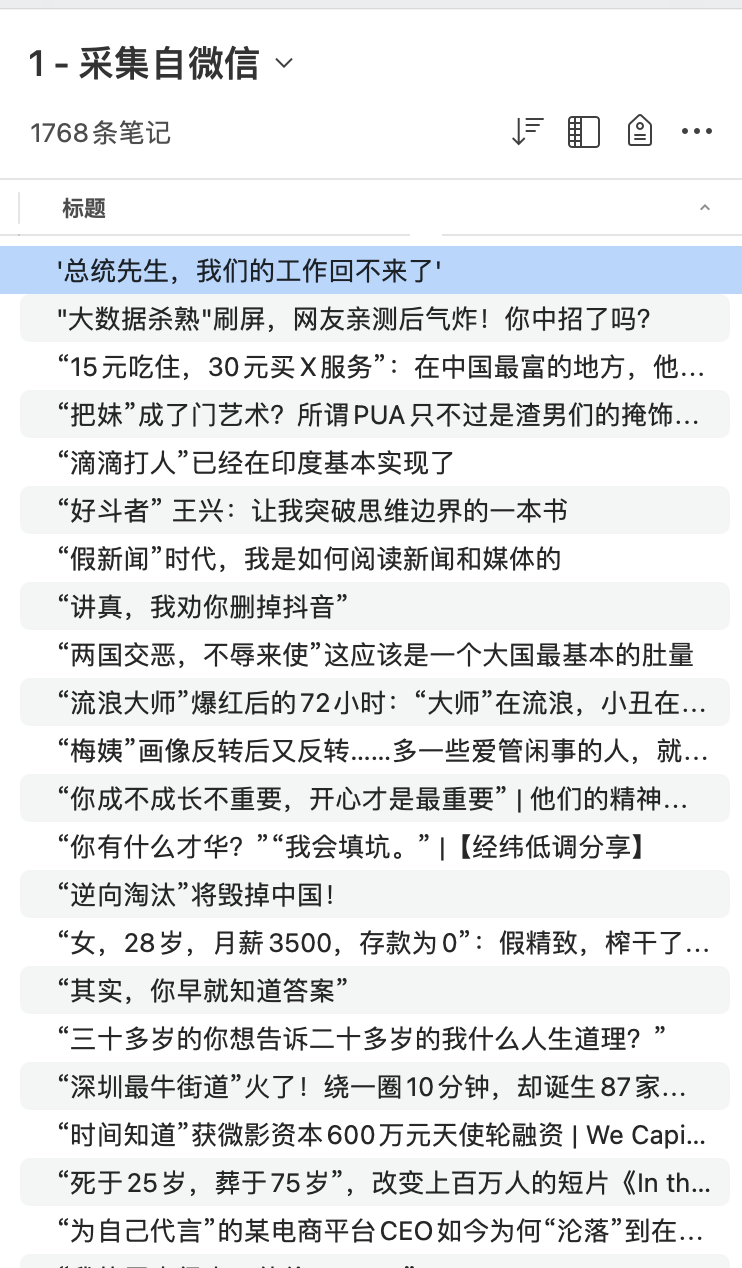 1 - 采集自微信
1768条笔记
标题
'总统先生，我们的工作回不来了'
"大数据杀熟"刷屏，网友亲测后气炸！你中招了吗？
“15元吃住，30元买X服务”：在中国最富的地方，他...
“把妹”成了门艺术？所谓PUA只不过是渣男们的掩饰...
“滴滴打人”已经在印度基本实现了
“好斗者” 王兴：让我突破思维边界的一本书
“假新闻”时代，我是如何阅读新闻和媒体的
“讲真，我劝你删掉抖音”
“两国交恶，不辱来使”这应该是一个大国最基本的肚量
“流浪大师”爆红后的72小时：“大师”在流浪，小丑在...
“梅姨”画像反转后又反转……多一些爱管闲事的人，就...
“你成不成长不重要，开心才是最重要” | 他们的精神...
“你有什么才华？”“我会填坑。” |【经纬低调分享】
“逆向淘汰”将毁掉中国！
“女，28岁，月薪3500，存款为0”：假精致，榨干了...
“其实，你早就知道答案”
“三十多岁的你想告诉二十多岁的我什么人生道理？”
“深圳最牛街道”火了！绕一圈10分钟，却诞生87家...
“时间知道”获微影资本600万元天使轮融资 | We Capi...
“死于25岁，葬于75岁”，改变上百万人的短片《In th...
“为自己代言”的某电商平台CEO如今为何“沦落”到在...